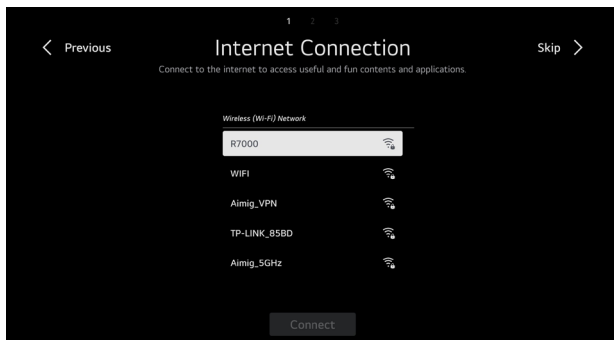 1 2 3
Previous
Internet Connection
Skip
Connect to the internet to access useful and fun contents and applications.
Wireless (Wi-Fi) Network
R7000
WIFI
Aimig_VPN
TP-LINK_85BD
Aimig_5GHz
Connect